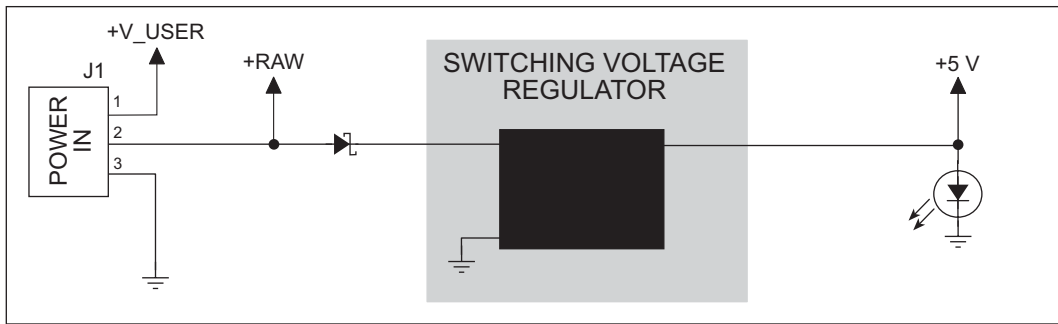 +V_USER
J1
+RAW
SWITCHING VOLTAGE
REGULATOR
+5 V
POWER
IN
1
2
3